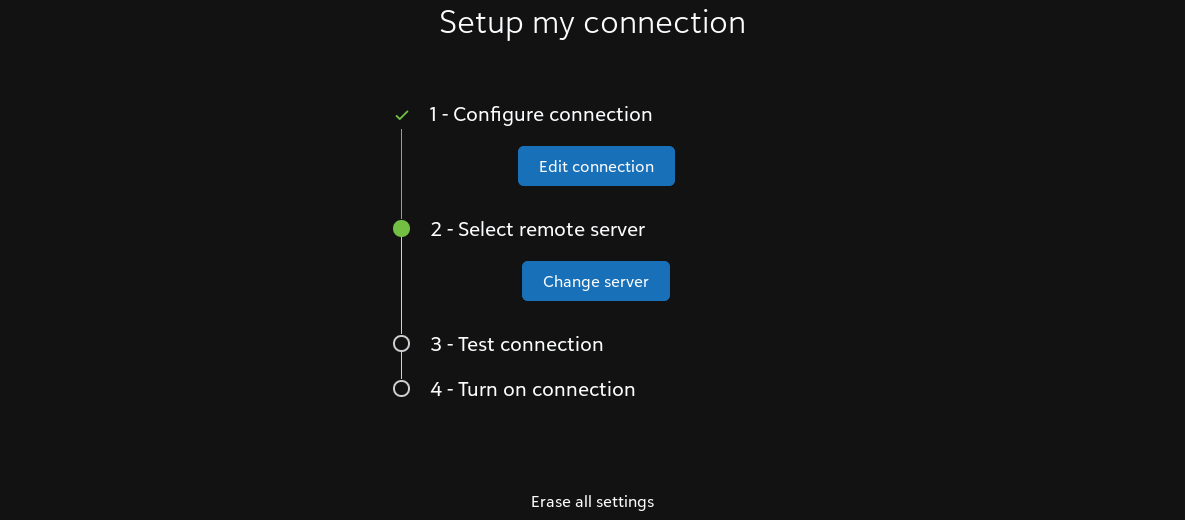 Setup my connection
1 - Configure connection
Edit connection
2 - Select remote server
Change server
3 - Test connection
4 - Turn on connection
Erase all settings